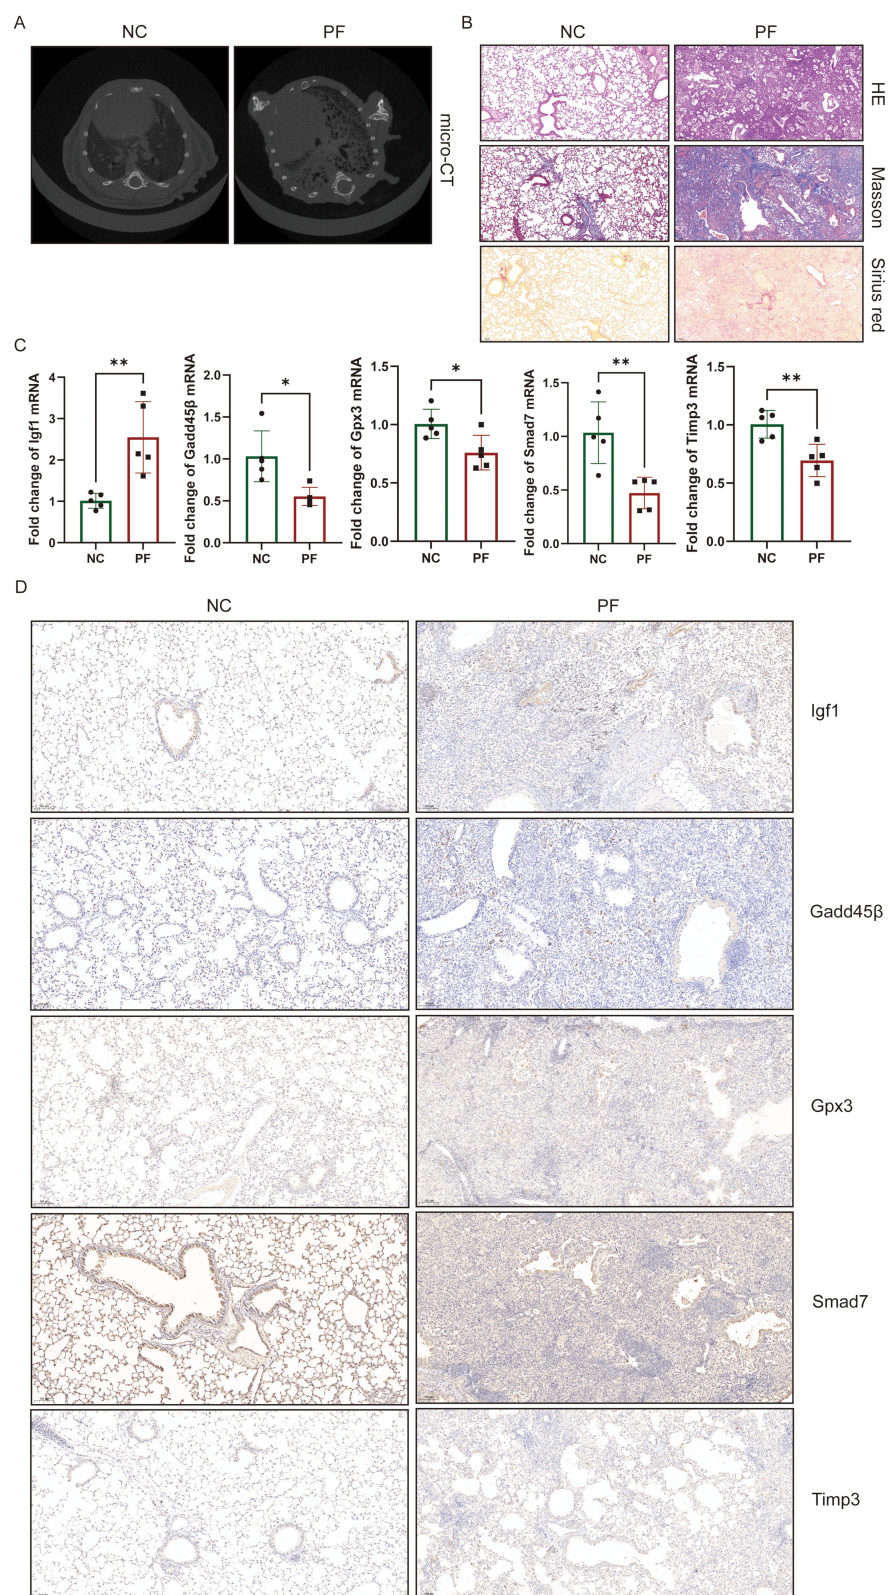 A
NC
PF
micro-CT
B
NC
PF
HE
Masson
Sirius red
C
Fold change of Igf1 mRNA
4
3
2
1
0
**
NC
PF
Fold change of Gadd45β mRNA
2.0
1.5
1.0
0.5
0.0
*
NC
PF
Fold change of Gpx3 mRNA
1.5
1.0
0.5
0.0
*
NC
PF
Fold change of Smad7 mRNA
1.5
1.0
0.5
0.0
**
NC
PF
Fold change of Timp3 mRNA
1.5
1.0
0.5
0.0
**
NC
PF
D
NC
PF
Igf1
Gadd45β
Gpx3
Smad7
Timp3